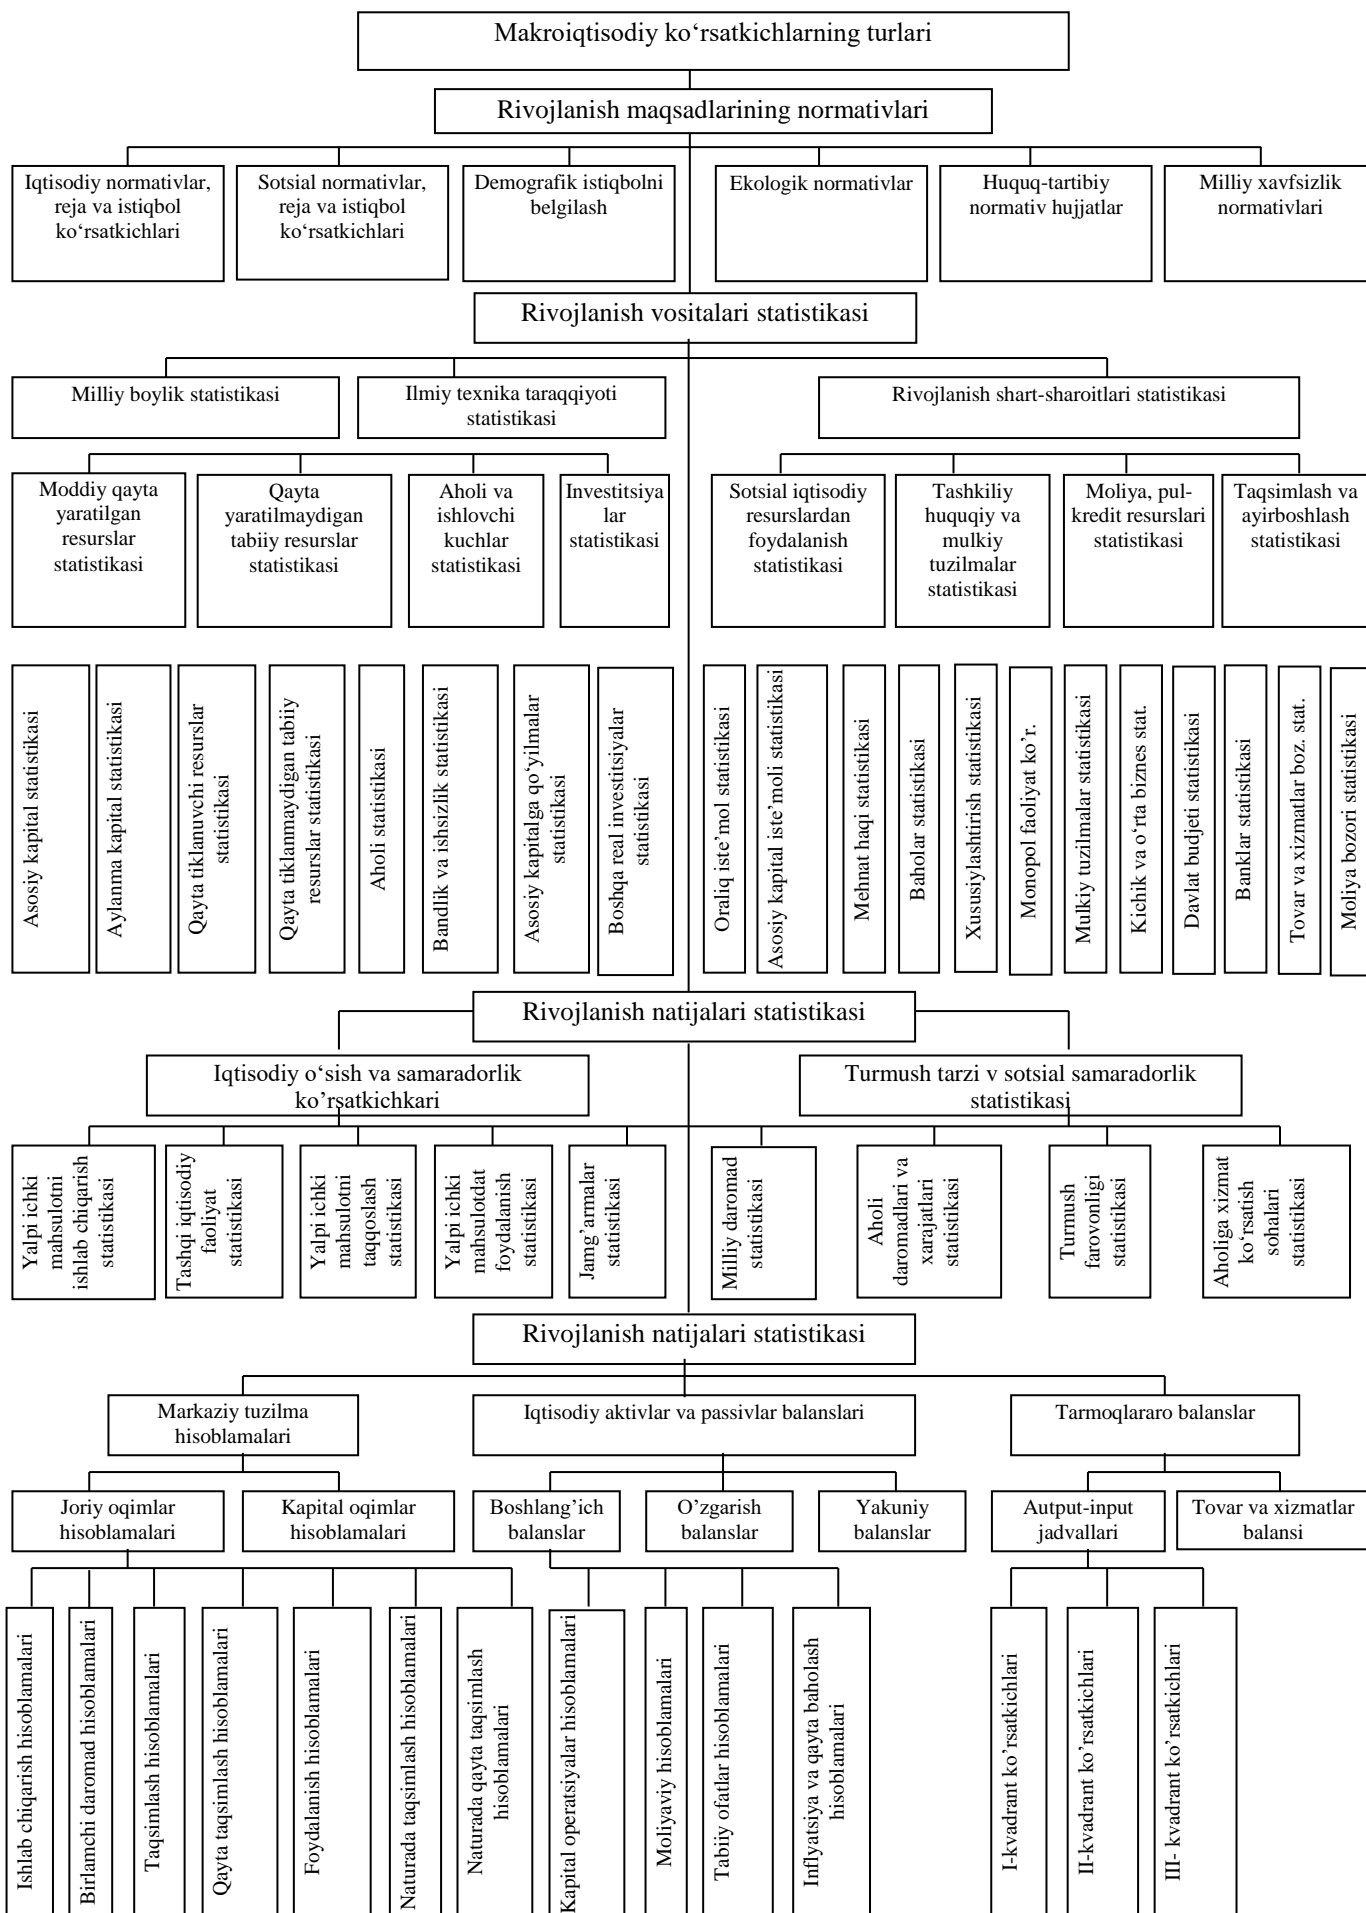 Makroiqtisodiy ko‘rsatkichlarning turlari
Rivojlanish maqsadlarining normativlari
Iqtisodiy normativlar,
reja va istiqbol
ko‘rsatkichlari
Sotsial normativlar,
reja va istiqbol
ko‘rsatkichlari
Demografik istiqbolni
belgilash
Ekologik normativlar
Huquq-tartibiy
normativ hujjatlar
Milliy xavfsizlik
normativlari
Rivojlanish vositalari statistikasi
Milliy boylik statistikasi
Ilmiy texnika taraqqiyoti
statistikasi
Rivojlanish shart-sharoitlari statistikasi
Moddiy qayta
yaratilgan
resurslar
statistikasi
Qayta
yaratilmaydigan
tabiiy resurslar
statistikasi
Aholi va
ishlovchi
kuchlar
statistikasi
Investitsiya
lar
statistikasi
Sotsial iqtisodiy
resurslardan
foydalanish
statistikasi
Tashkiliy
huquqiy va
mulkiy
tuzilmalar
statistikasi
Moliya, pul-
kredit resurslari
statistikasi
Taqsimlash va
ayirboshlash
statistikasi
Asosiy kapital statistikasi
Aylanma kapital statistikasi
Qayta tiklanuvchi resurslar
statistikasi
Qayta tiklanmaydigan tabiiy
resurslar statistikasi
Aholi statistikasi
Bandlik va ishsizlik statistikasi
Asosiy kapitalga qo‘yilmalar
statistikasi
Boshqa real investitsiyalar
statistikasi
Oraliq iste’mol statistikasi
Asosiy kapital iste’moli statistikasi
Mehnat haqi statistikasi
Baholar statistikasi
Xususiylashtirish statistikasi
Monopol faoliyat ko’r.
Mulkiy tuzilmalar statistikasi
Kichik va o‘rta biznes stat.
Davlat budjeti statistikasi
Banklar statistikasi
Tovar va xizmatlar boz. stat.
Moliya bozori statistikasi
Rivojlanish natijalari statistikasi
Iqtisodiy o‘sish va samaradorlik
ko’rsatkichkari
Turmush tarzi v sotsial samaradorlik
statistikasi
Yalpi ichki
mahsulotni
ishlab chiqarish
statistikasi
Tashqi iqtisodiy
faoliyat
statistikasi
Yalpi ichki
mahsulotni
taqqoslash
statistikasi
Yalpi ichki
mahsulotdat
foydalanish
statistikasi
Jamg’armalar
statistikasi
Milliy daromad
statistikasi
Aholi
daromadlari va
xarajatlari
statistikasi
Turmush
farovonligi
statistikasi
Aholiga xizmat
ko‘rsatish
sohalari
statistikasi
Rivojlanish natijalari statistikasi
Markaziy tuzilma
hisoblamalari
Iqtisodiy aktivlar va passivlar balanslari
Tarmoqlararo balanslar
Joriy oqimlar
hisoblamalari
Kapital oqimlar
hisoblamalari
Boshlang’ich
balanslar
O’zgarish
balanslar
Yakuniy
balanslar
Autput-input
jadvallari
Tovar va xizmatlar
balansi
Ishlab chiqarish hisoblamalari
Birlamchi daromad hisoblamalari
Taqsimlash hisoblamalari
Qayta taqsimlash hisoblamalari
Foydalanish hisoblamalari
Naturada taqsimlash hisoblamalari
Naturada qayta taqsimlash
hisoblamalari
Kapital operatsiyalar hisoblamalari
Moliyaviy hisoblamalari
Tabiiy ofatlar hisoblamalari
Inflyatsiya va qayta baholash
hisoblamalari
I-kvadrant ko’rsatkichlari
II-kvadrant ko’rsatkichlari
III- kvadrant ko’rsatkichlari